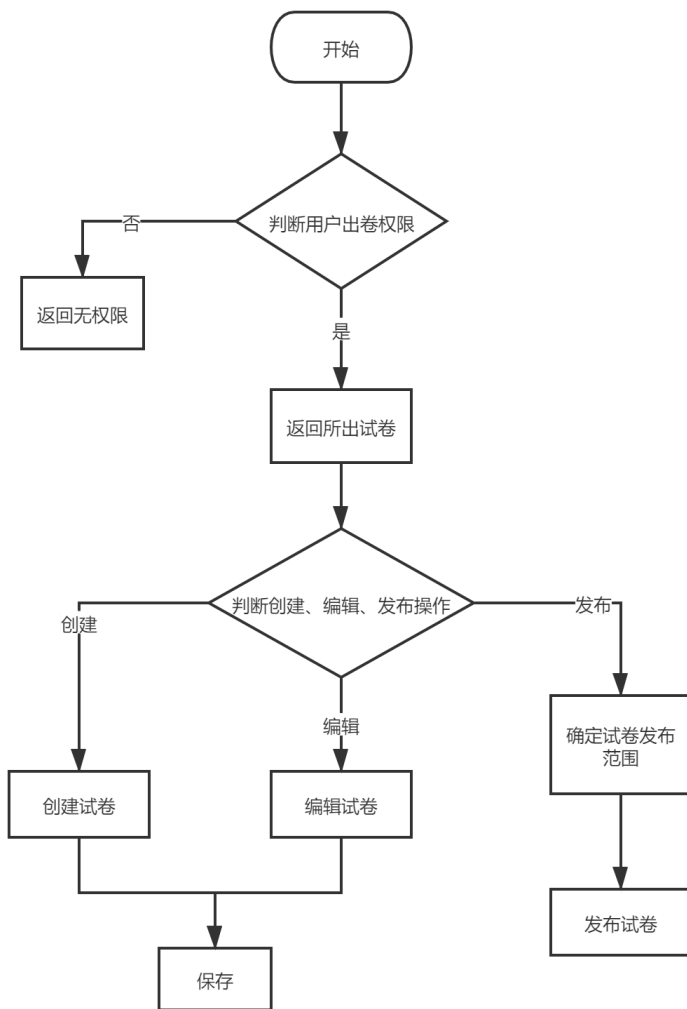 开始
判断用户出卷权限
否
返回无权限
是
返回所出试卷
判断创建、编辑、发布操作
创建
发布
编辑
确定试卷发布
范围
创建试卷
编辑试卷
发布试卷
保存